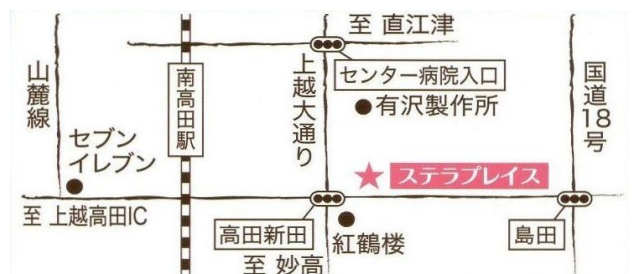 至 直江津
山麓線
南高田駅
上越大通り
センター病院入口
国道18号
有沢製作所
セブン
イレブン
ステラプレイス
至 上越高田IC
高田新田
紅鶴楼
島田
至 妙高